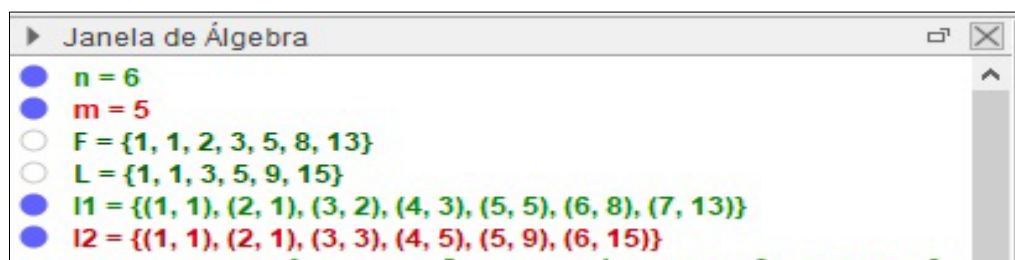 Janela de Álgebra
n = 6
m = 5
F = {1, 1, 2, 3, 5, 8, 13}
L = {1, 1, 3, 5, 9, 15}
l1 = {(1, 1), (2, 1), (3, 2), (4, 3), (5, 5), (6, 8), (7, 13)}
l2 = {(1, 1), (2, 1), (3, 3), (4, 5), (5, 9), (6, 15)}